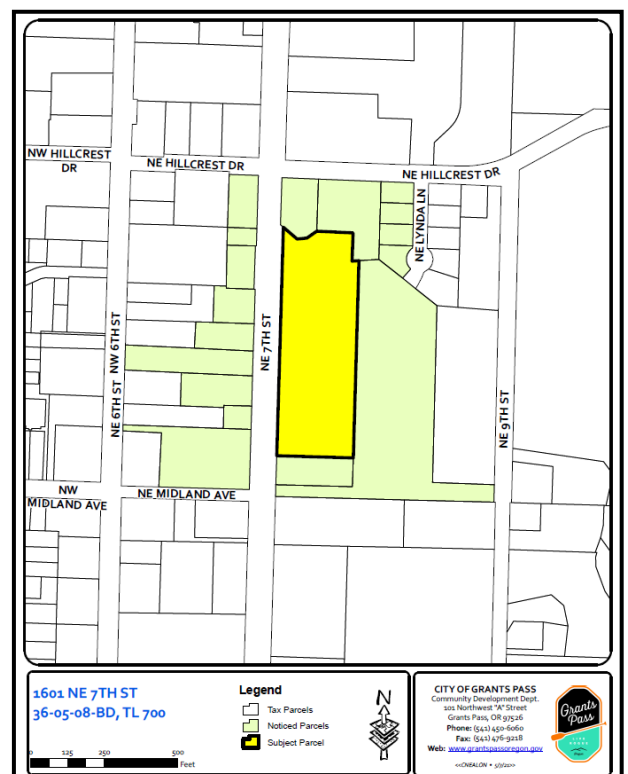 NW HILLCREST
DR
NE HILLCREST DR
NE HILLCREST DR
NE LYNDA LN
NW 6TH ST
NE 6TH ST
NE 7TH ST
NE 9TH ST
NW
MIDLAND AVE
NE MIDLAND AVE
1601 NE 7TH ST
36-05-08-BD, TL 700
0 125 250 500
Feet
Legend
Tax Parcels
Noticed Parcels
Subject Parcel
N
CITY OF GRANTS PASS
Community Development Dept.
101 Northwest "A" Street
Grants Pass, OR 97526
Phone: (541) 450-6060
Fax: (541) 476-9218
Web: www.grantspassoregon.gov
Grants
Pass